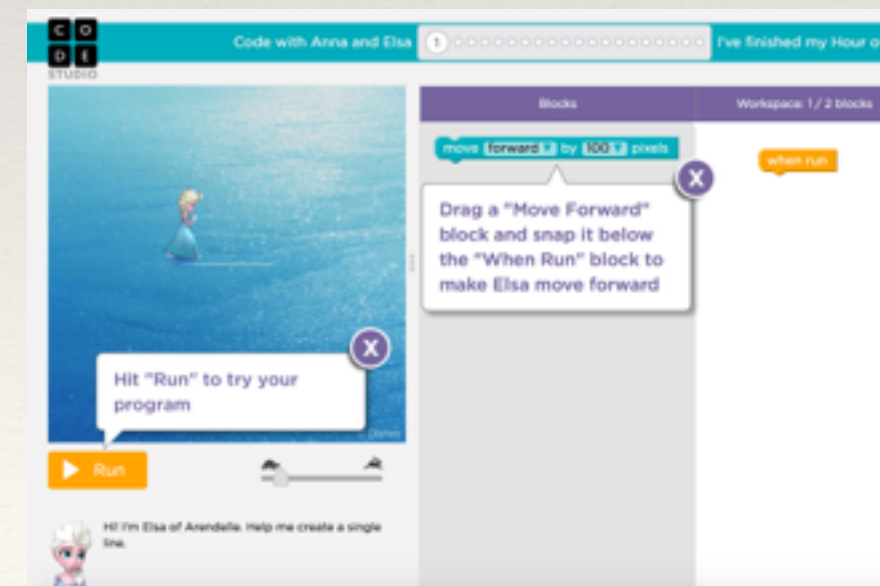 C O
D E
STUDIO
Code with Anna and Elsa
1
I've finished my Hour o
Blocks
Workspace: 1 / 2 blocks
move forward by 100 pixels
when run
Drag a "Move Forward"
block and snap it below
the "When Run" block to
make Elsa move forward
Hit "Run" to try your
program
© Disney
Run
Hi! I'm Elsa of Arendelle. Help me create a single
line.